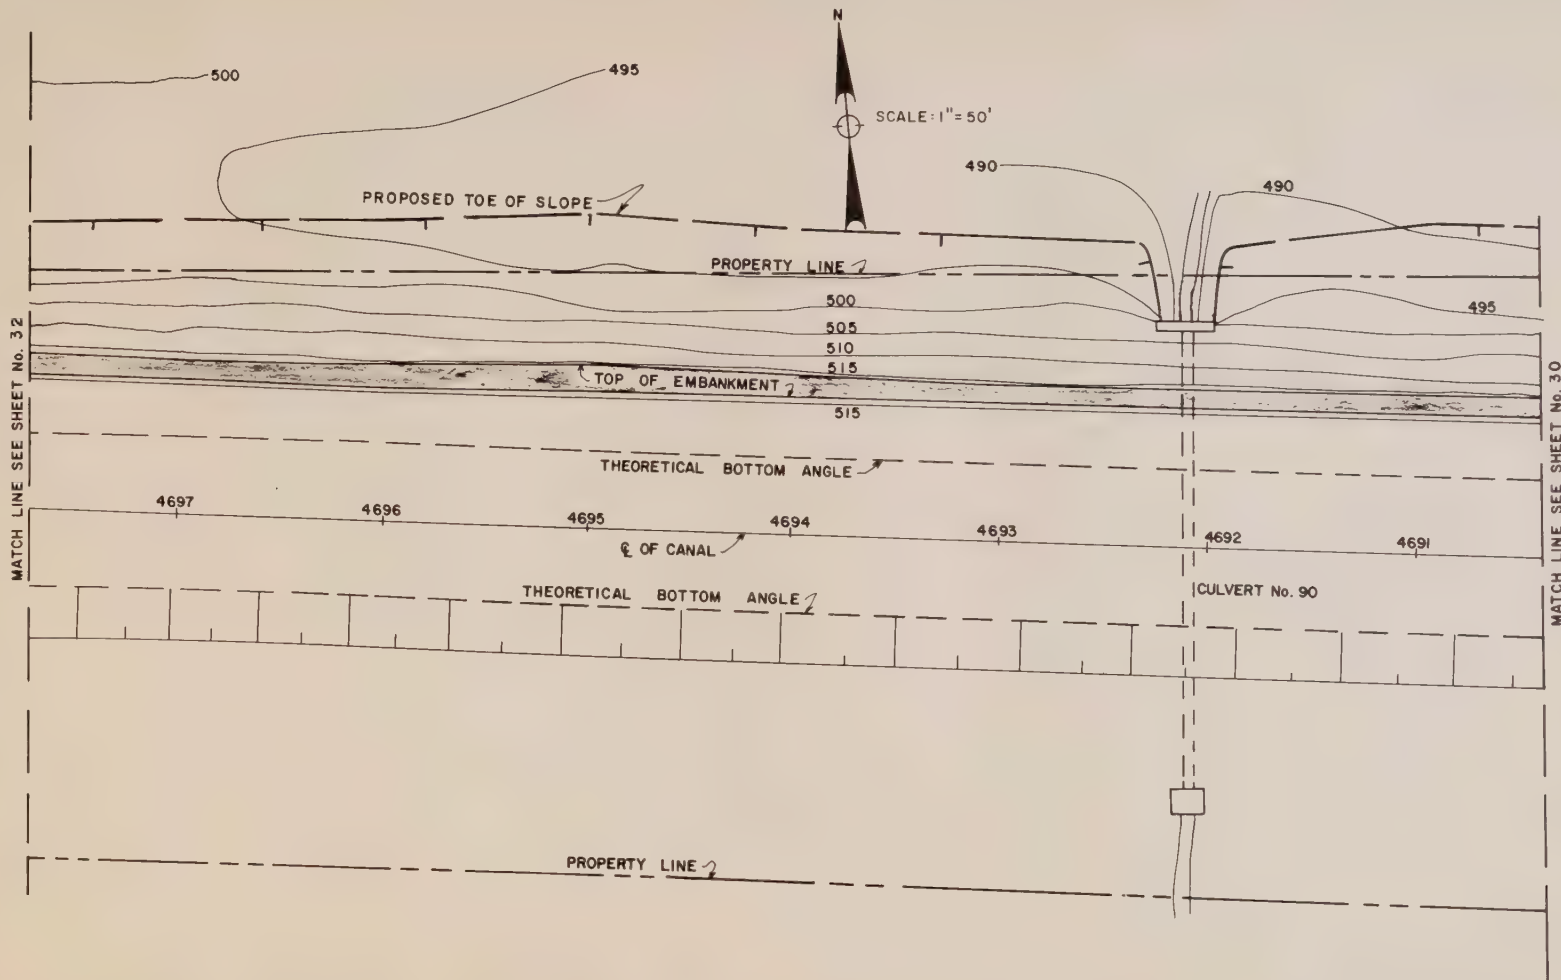 N
500
495
SCALE: 1" = 50'
490
490
PROPOSED TOE OF SLOPE
PROPERTY LINE
500
495
505
510
515
TOP OF EMBANKMENT
515
MATCH LINE SEE SHEET No. 32
MATCH LINE SEE SHEET No. 30
THEORETICAL BOTTOM ANGLE
4697
4696
4695
4694
4693
4692
4691
℄ OF CANAL
THEORETICAL BOTTOM ANGLE
CULVERT No. 90
PROPERTY LINE